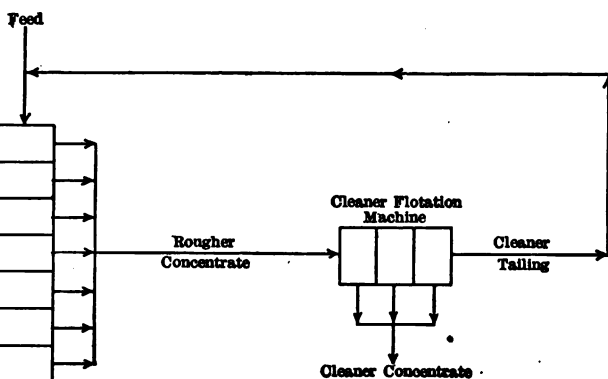 Feed
Cleaner Flotation
Machine
Rougher
Concentrate
Cleaner
Tailing
Cleaner Concentrate